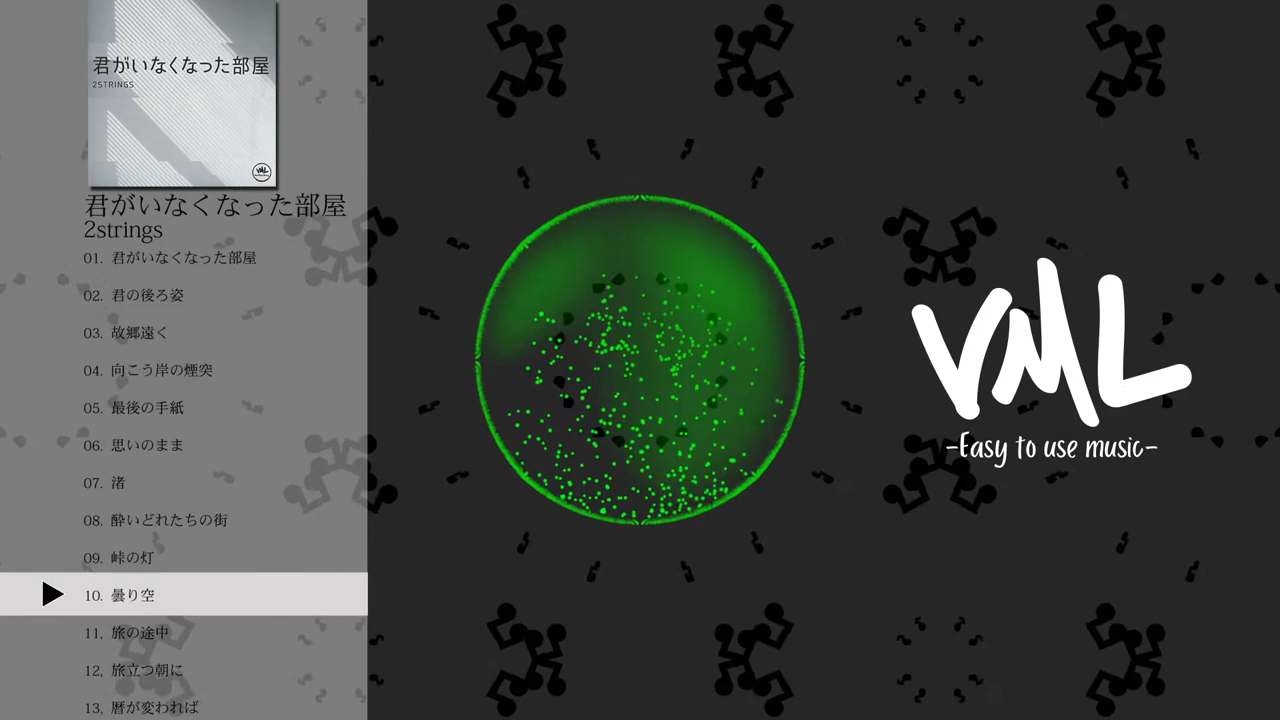 君がいなくなった部屋
2STRINGS
VML
君がいなくなった部屋
2strings
01. 君がいなくなった部屋
02. 君の後ろ姿
03. 故郷遠く
04. 向こう岸の煙突
05. 最後の手紙
06. 思いのまま
07. 渚
08. 酔いどれたちの街
09. 峠の灯
10. 曇り空
11, 旅の途中
12, 旅立つ朝に
13, 暦が変われば
VML
-Easy to use music-